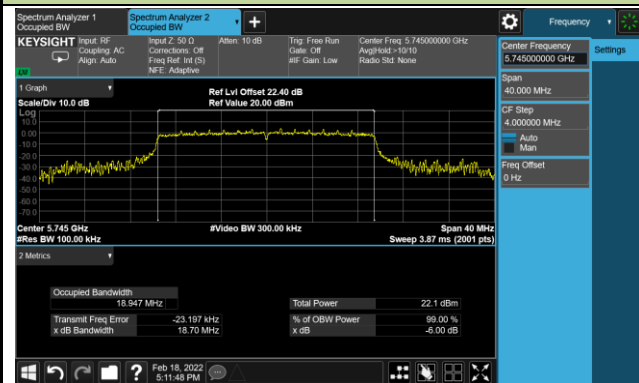 Spectrum Analyzer 1
Occupied BW
Spectrum Analyzer 2
Occupied BW
Frequency
KEYSIGHT
Input: RF
Coupling: AC
Align: Auto
Input Z: 50 Ω
Corrections: Off
Freq Ref: Int (S)
NFE: Adaptive
Atten: 10 dB
Trig: Free Run
Gate: Off
#IF Gain: Low
Center Freq: 5.745000000 GHz
Avg|Hold:>10/10
Radio Std: None
1 Graph
Scale/Div 10.0 dB
Ref Lvl Offset 22.40 dB
Ref Value 20.00 dBm
Log
10.0
0.00
-10.0
-20.0
-30.0
-40.0
-50.0
-60.0
-70.0
Center 5.745 GHz
#Res BW 100.00 kHz
#Video BW 300.00 kHz
Span 40 MHz
Sweep 3.87 ms (2001 pts)
2 Metrics
Occupied Bandwidth
18.947 MHz
Total Power 22.1 dBm
Transmit Freq Error -23.197 kHz
% of OBW Power 99.00 %
x dB Bandwidth 18.70 MHz
x dB -6.00 dB
Center Frequency
5.745000000 GHz
Settings
Span
40.000 MHz
CF Step
4.000000 MHz
Auto
Man
Freq Offset
0 Hz
Feb 18, 2022
5:11:48 PM